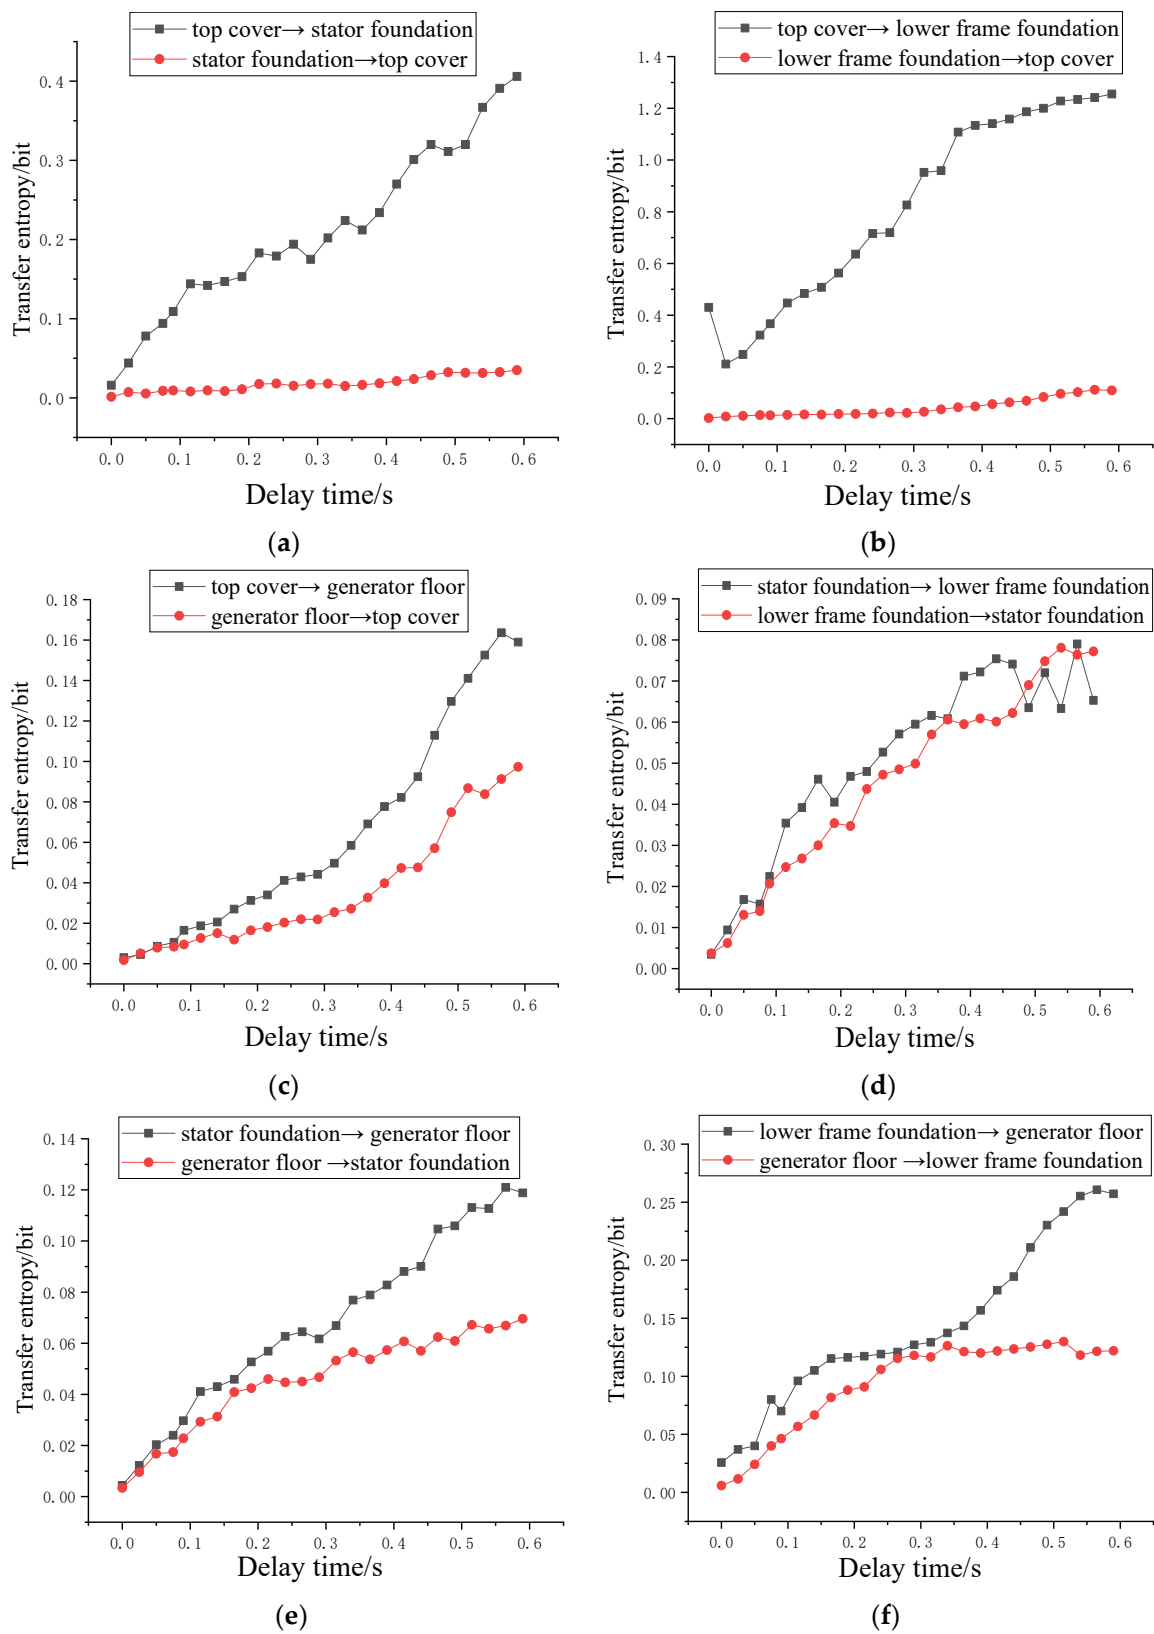 top cover→ stator foundation
stator foundation→top cover
0.4
0.3
0.2
0.1
0.0
Transfer entropy/bit
0.0 0.1 0.2 0.3 0.4 0.5 0.6
Delay time/s
(a)
top cover→ lower frame foundation
lower frame foundation→top cover
1.4
1.2
1.0
0.8
0.6
0.4
0.2
0.0
Transfer entropy/bit
0.0 0.1 0.2 0.3 0.4 0.5 0.6
Delay time/s
(b)
top cover→ generator floor
generator floor→top cover
0.18
0.16
0.14
0.12
0.10
0.08
0.06
0.04
0.02
0.00
Transfer entropy/bit
0.0 0.1 0.2 0.3 0.4 0.5 0.6
Delay time/s
(c)
stator foundation→ lower frame foundation
lower frame foundation→stator foundation
0.09
0.08
0.07
0.06
0.05
0.04
0.03
0.02
0.01
0.00
Transfer entropy/bit
0.0 0.1 0.2 0.3 0.4 0.5 0.6
Delay time/s
(d)
stator foundation→ generator floor
generator floor →stator foundation
0.14
0.12
0.10
0.08
0.06
0.04
0.02
0.00
Transfer entropy/bit
0.0 0.1 0.2 0.3 0.4 0.5 0.6
Delay time/s
(e)
lower frame foundation→ generator floor
generator floor →lower frame foundation
0.30
0.25
0.20
0.15
0.10
0.05
0.00
Transfer entropy/bit
0.0 0.1 0.2 0.3 0.4 0.5 0.6
Delay time/s
(f)